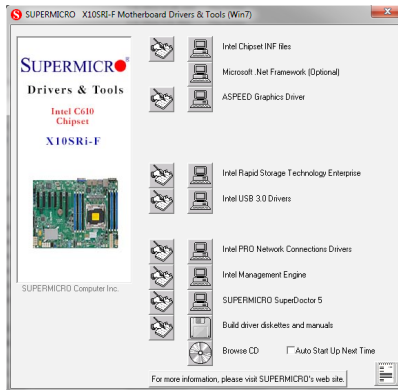 SUPERMICRO X10SRI-F Motherboard Drivers & Tools (Win7)
SUPERMICR®
Drivers & Tools
Intel C610
Chipset
X10SRi-F
SUPERMICRO Computer Inc.
Intel Chipset INF files
Microsoft .Net Framework (Optional)
ASPEED Graphics Driver
Intel Rapid Storage Technology Enterprise
Intel USB 3.0 Drivers
Intel PRO Network Connections Drivers
Intel Management Engine
SUPERMICRO SuperDoctor 5
Build driver diskettes and manuals
Browse CD
Auto Start Up Next Time
For more information, please visit SUPERMICRO's web site.